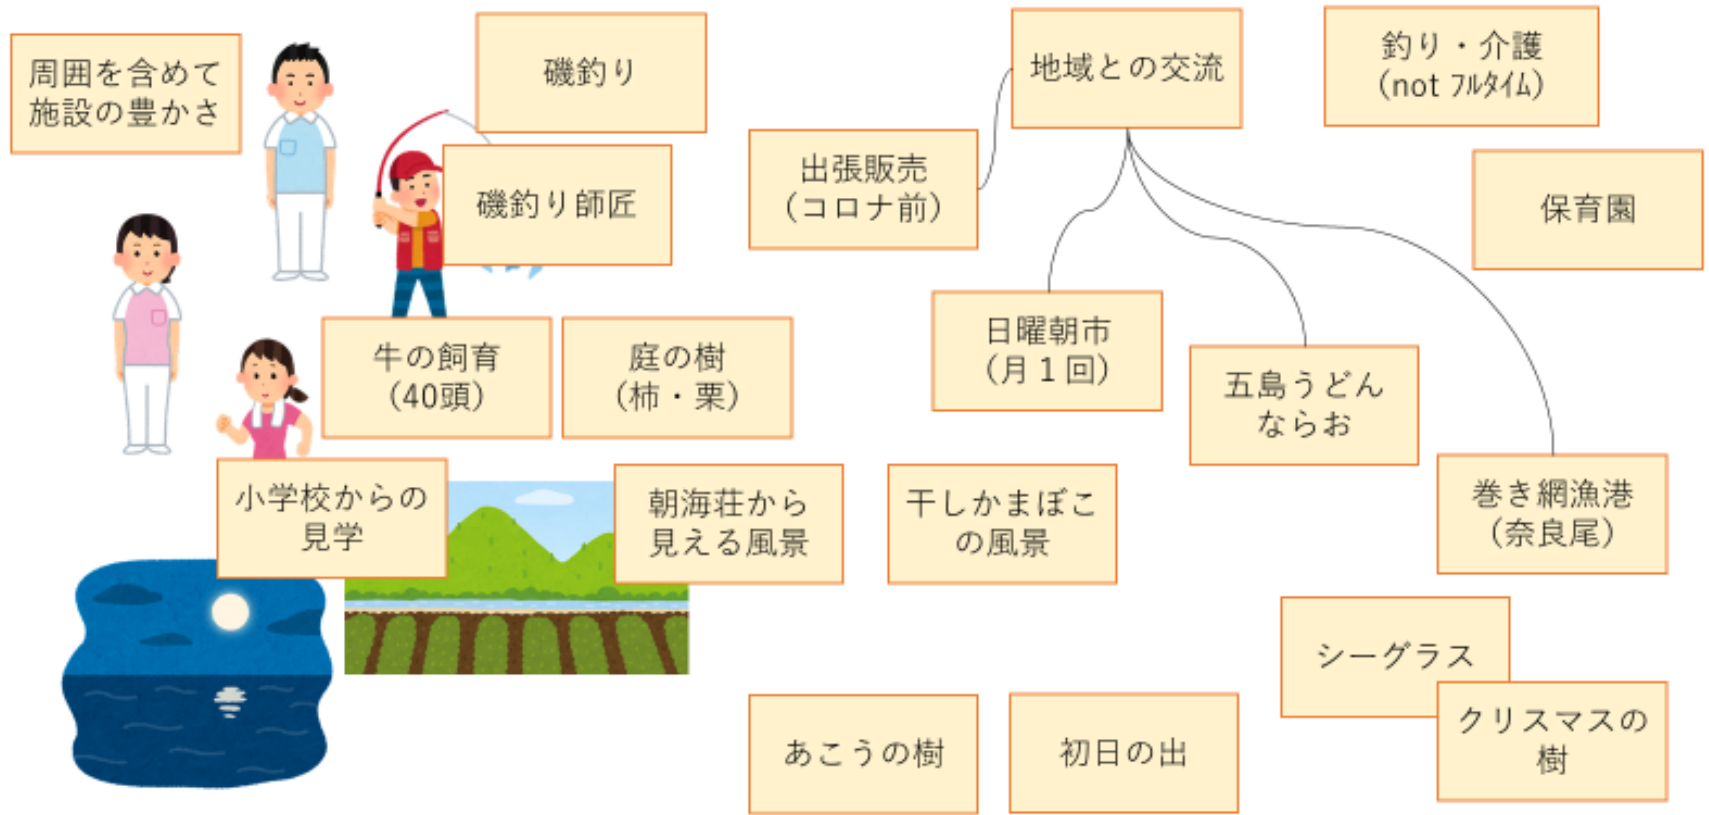 周囲を含めて
施設の豊かさ
磯釣り
磯釣り師匠
地域との交流
釣り・介護
(not ﾌﾙﾀｲﾑ)
出張販売
(コロナ前)
保育園
日曜朝市
(月１回)
五島うどん
ならお
巻き網漁港
(奈良尾)
牛の飼育
(40頭)
庭の樹
(柿・栗)
小学校からの
見学
朝海荘から
見える風景
干しかまぼこ
の風景
シーグラス
クリスマスの
樹
あこうの樹
初日の出